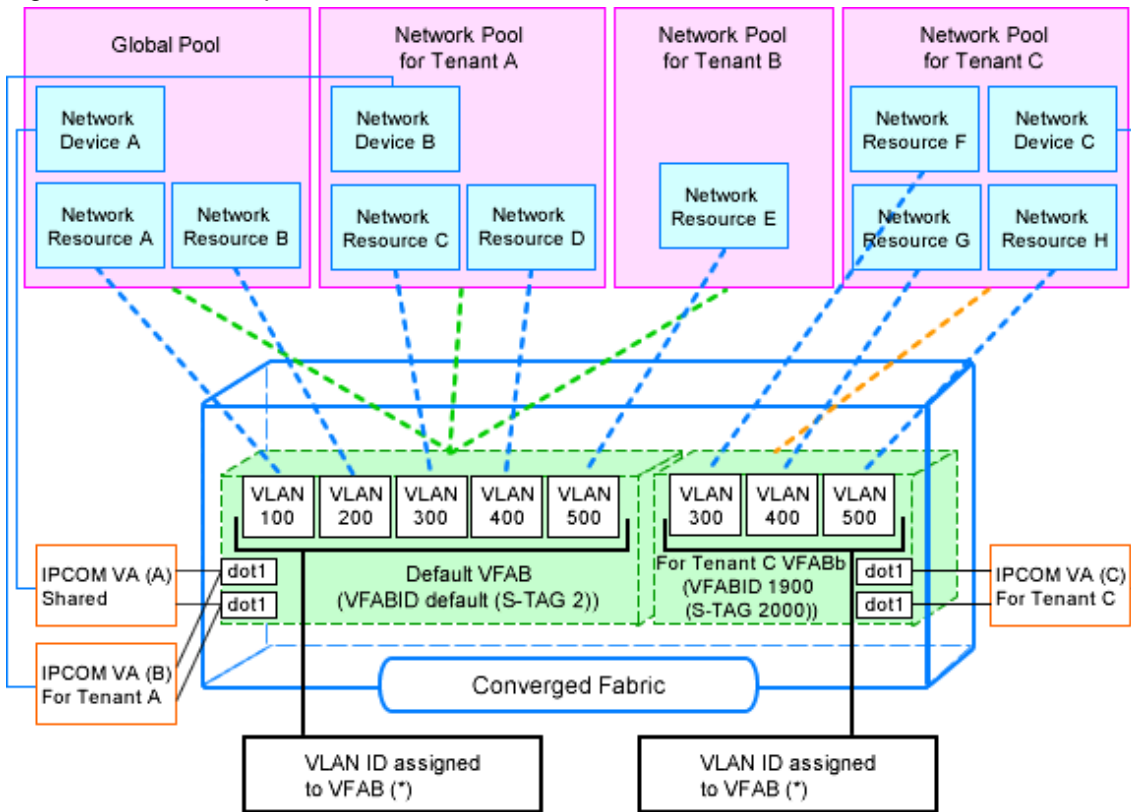 Global Pool
Network Pool
for Tenant A
Network Pool
for Tenant B
Network Pool
for Tenant C
Network
Device A
Network
Resource A
Network
Resource B
Network
Device B
Network
Resource C
Network
Resource D
Network
Resource E
Network
Resource F
Network
Device C
Network
Resource G
Network
Resource H
VLAN
100
VLAN
200
VLAN
300
VLAN
400
VLAN
500
VLAN
300
VLAN
400
VLAN
500
IPCOM VA (A)
Shared
IPCOM VA (B)
For Tenant A
dot1
dot1
Default VFAB
(VFABID default (S-TAG 2))
For Tenant C VFABb
(VFABID 1900
(S-TAG 2000))
dot1
dot1
IPCOM VA (C)
For Tenant C
Converged Fabric
VLAN ID assigned
to VFAB (*)
VLAN ID assigned
to VFAB (*)